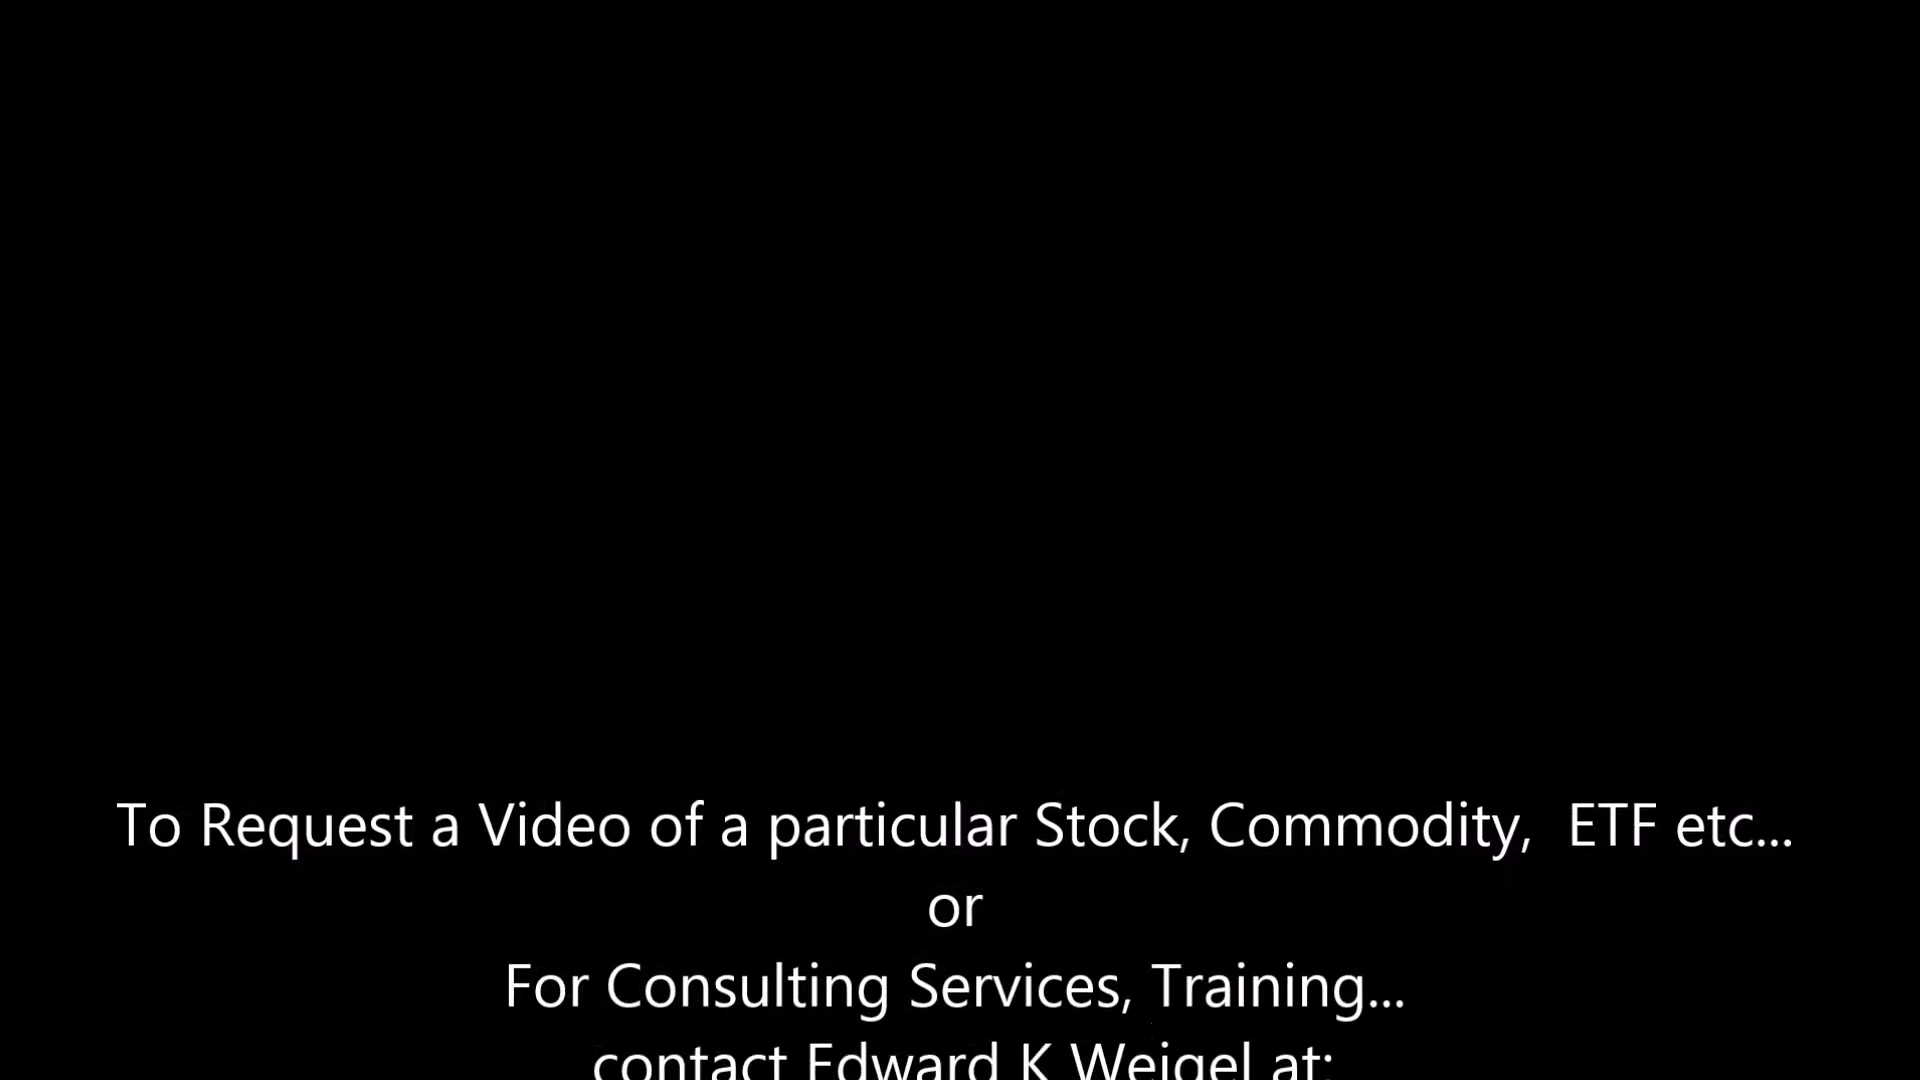 To Request a Video of a particular Stock, Commodity,  ETF etc...
or
For Consulting Services, Training...
contact Edward K Weigel at: